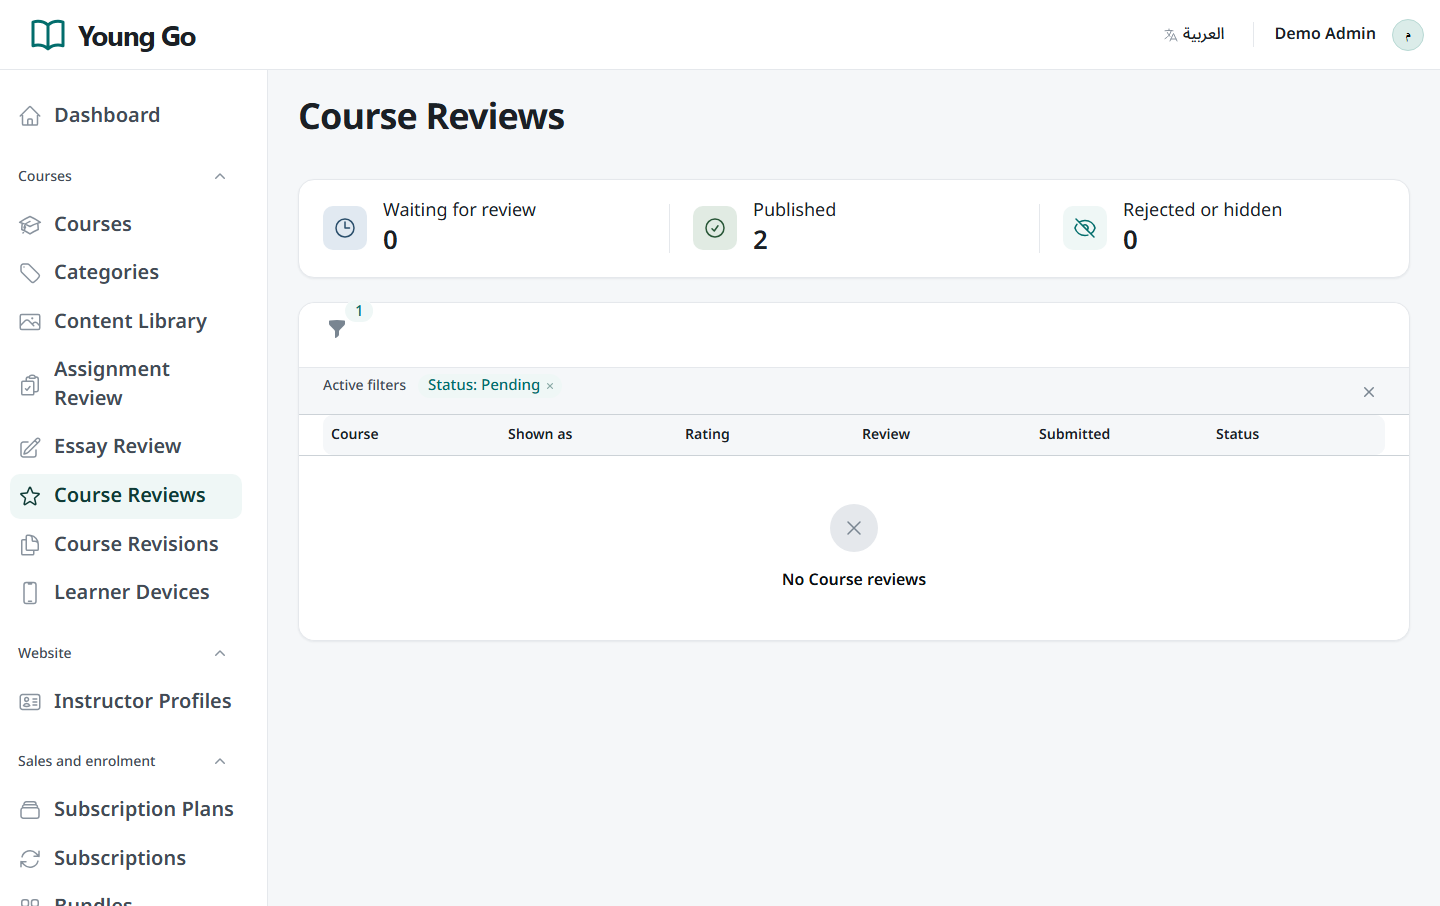 Young Go
العربية
Demo Admin
م
Dashboard
Courses
Courses
Categories
Content Library
Assignment
Review
Essay Review
Course Reviews
Course Revisions
Learner Devices
Website
Instructor Profiles
Sales and enrolment
Subscription Plans
Subscriptions
Bundles
Course Reviews
Waiting for review
0
Published
2
Rejected or hidden
0
1
Active filters Status: Pending ×
Course Shown as Rating Review Submitted Status
No Course reviews